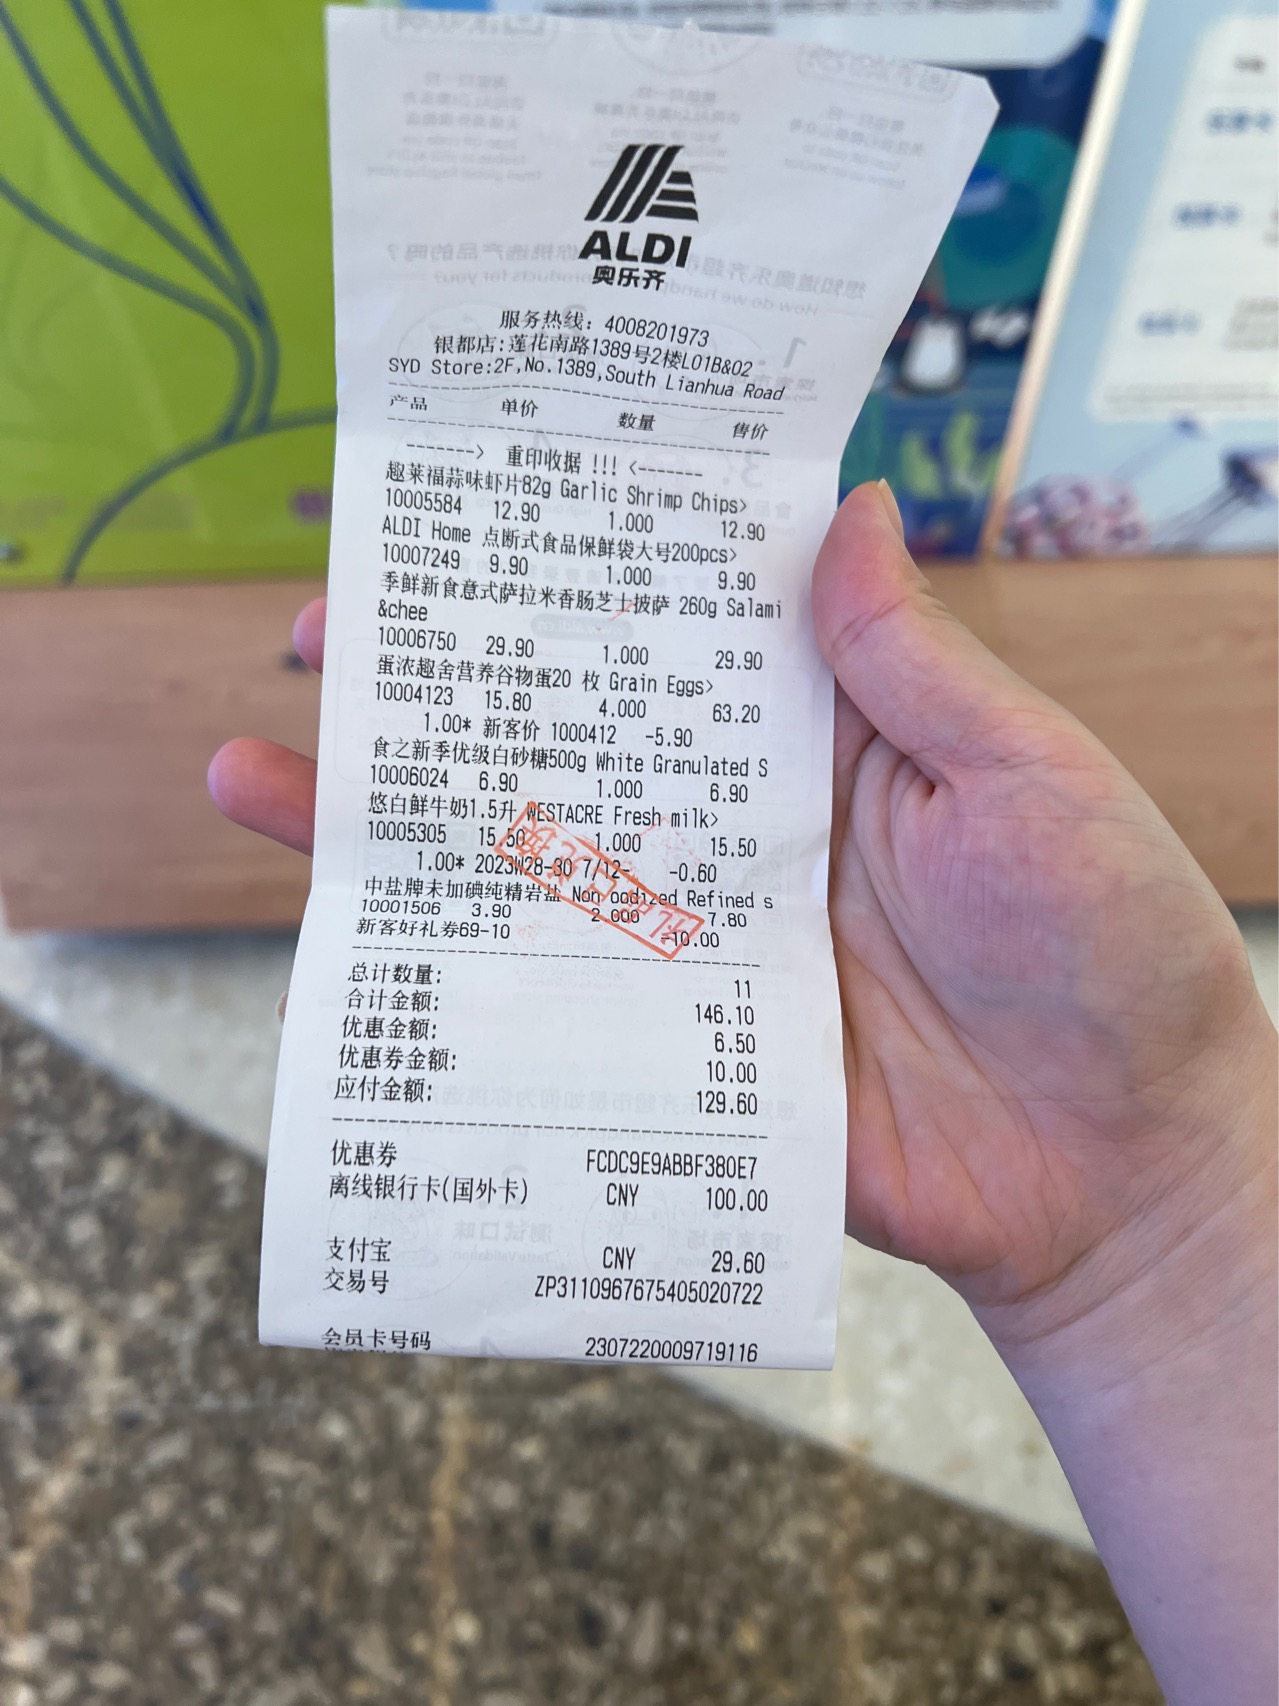 ALDI
奥乐齐
服务热线: 4008201973
银都店:莲花南路1389号2楼L01B&02
SYD Store:2F,No.1389,South Lianhua Road
产品 单价 数量 售价
-------> 重印收据 !!! <-------
趣莱福蒜味虾片82g Garlic Shrimp Chips>
10005584 12.90 1.000 12.90
ALDI Home 点断式食品保鲜袋大号200pcs>
10007249 9.90 1.000 9.90
季鲜新食意式萨拉米香肠芝士披萨 260g Salami
&chee
10006750 29.90 1.000 29.90
蛋浓趣舍营养谷物蛋20 枚 Grain Eggs>
10004123 15.80 4.000 63.20
1.00* 新客价 1000412 -5.90
食之新季优级白砂糖500g White Granulated S
10006024 6.90 1.000 6.90
悠白鲜牛奶1.5升 WESTACRE Fresh milk>
10005305 15.50 1.000 15.50
1.00* 2023W28-30 7/12- -0.60
中盐牌未加碘纯精岩盐 Non Refined s
10001506 3.90 2.000 7.80
新客好礼券69-10 -10.00
礼品已兑换
总计数量: 11
合计金额: 146.10
优惠金额: 6.50
优惠券金额: 10.00
应付金额: 129.60
优惠券 FCDC9E9ABBF380E7
离线银行卡(国外卡) CNY 100.00
支付宝 CNY 29.60
交易号 ZP3110967675405020722
会员卡号码 2307220009719116